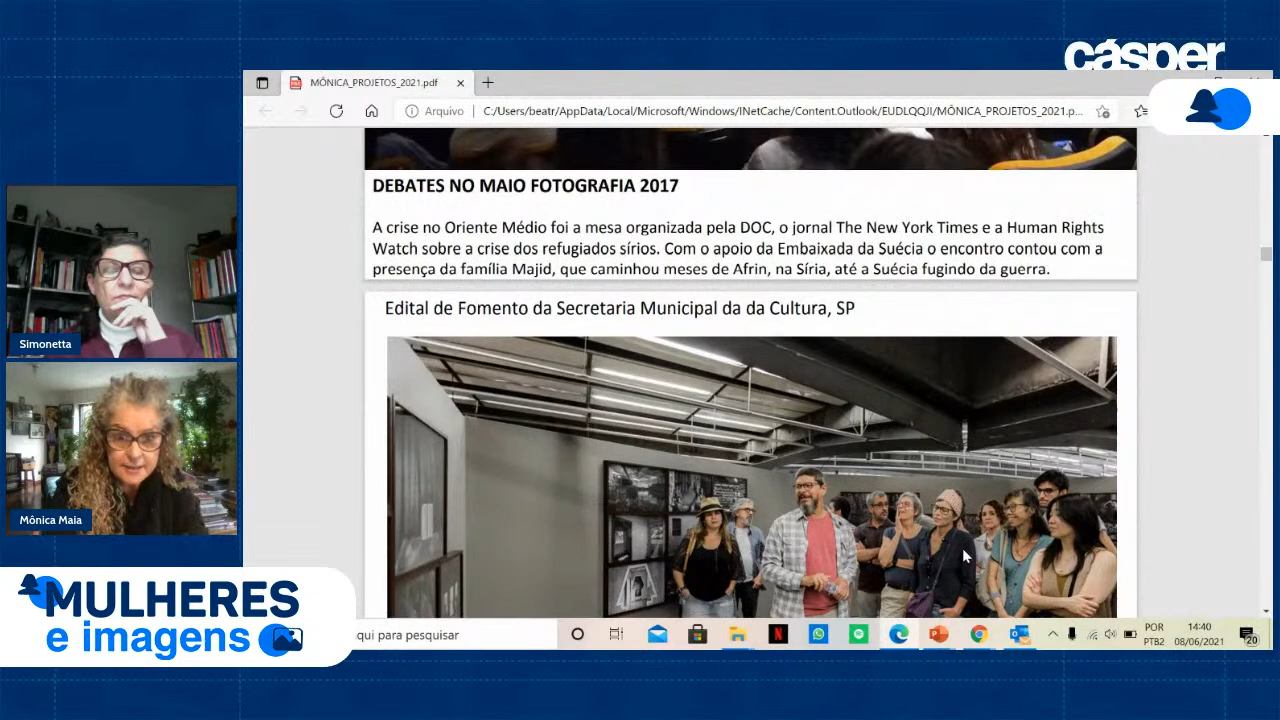 cásper
MÔNICA_PROJETOS_2021.pdf
Arquivo
C:/Users/beatr/AppData/Local/Microsoft/Windows/INetCache/Content.Outlook/EUDLQQJI/MÔNICA_PROJETOS_2021.p...
DEBATES NO MAIO FOTOGRAFIA 2017
A crise no Oriente Médio foi a mesa organizada pela DOC, o jornal The New York Times e a Human Rights
Watch sobre a crise dos refugiados sírios. Com o apoio da Embaixada da Suécia o encontro contou com a
presença da família Majid, que caminhou meses de Afrin, na Síria, até a Suécia fugindo da guerra.
Edital de Fomento da Secretaria Municipal da da Cultura, SP
Simonetta
Mônica Maia
MULHERES
e imagens
qui para pesquisar
POR
PTB2
14:40
08/06/2021
20